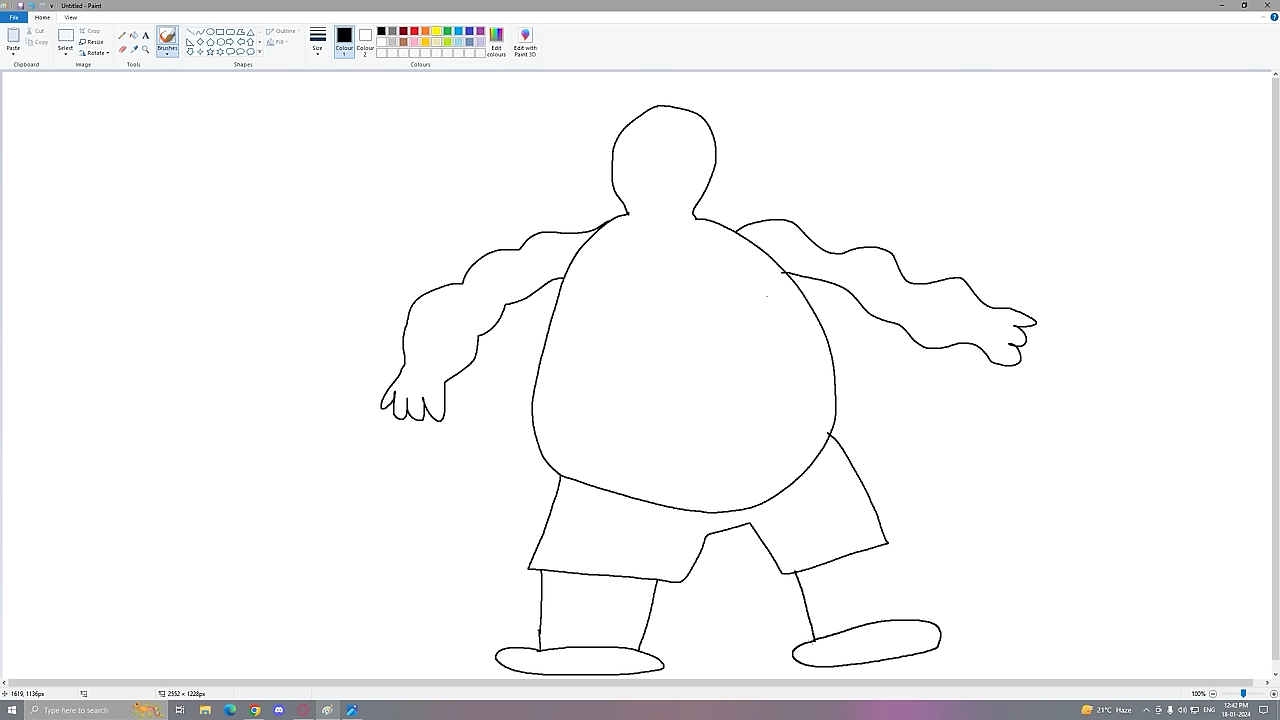 Untitled - Paint
File Home View
Paste Cut Copy Select Crop Resize Rotate Brushes Outline Fill Size Colour 1 Colour 2 Edit colours Edit with Paint 3D
Clipboard Image Tools Shapes Colours
1619, 1136px 2552 × 1228px 100%
Type here to search 21°C Haze ENG 12:42 PM
18-01-2024